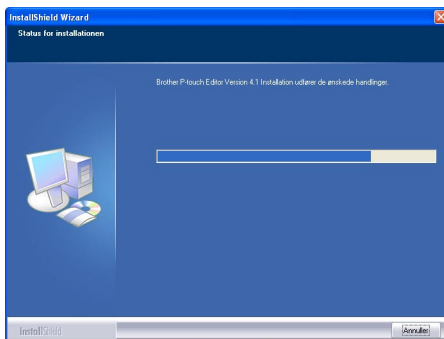 InstallShield Wizard
Status for installationen
Brother P-touch Editor Version 4.1 Installation udfører de ønskede handlinger.
InstallShield
Annuller